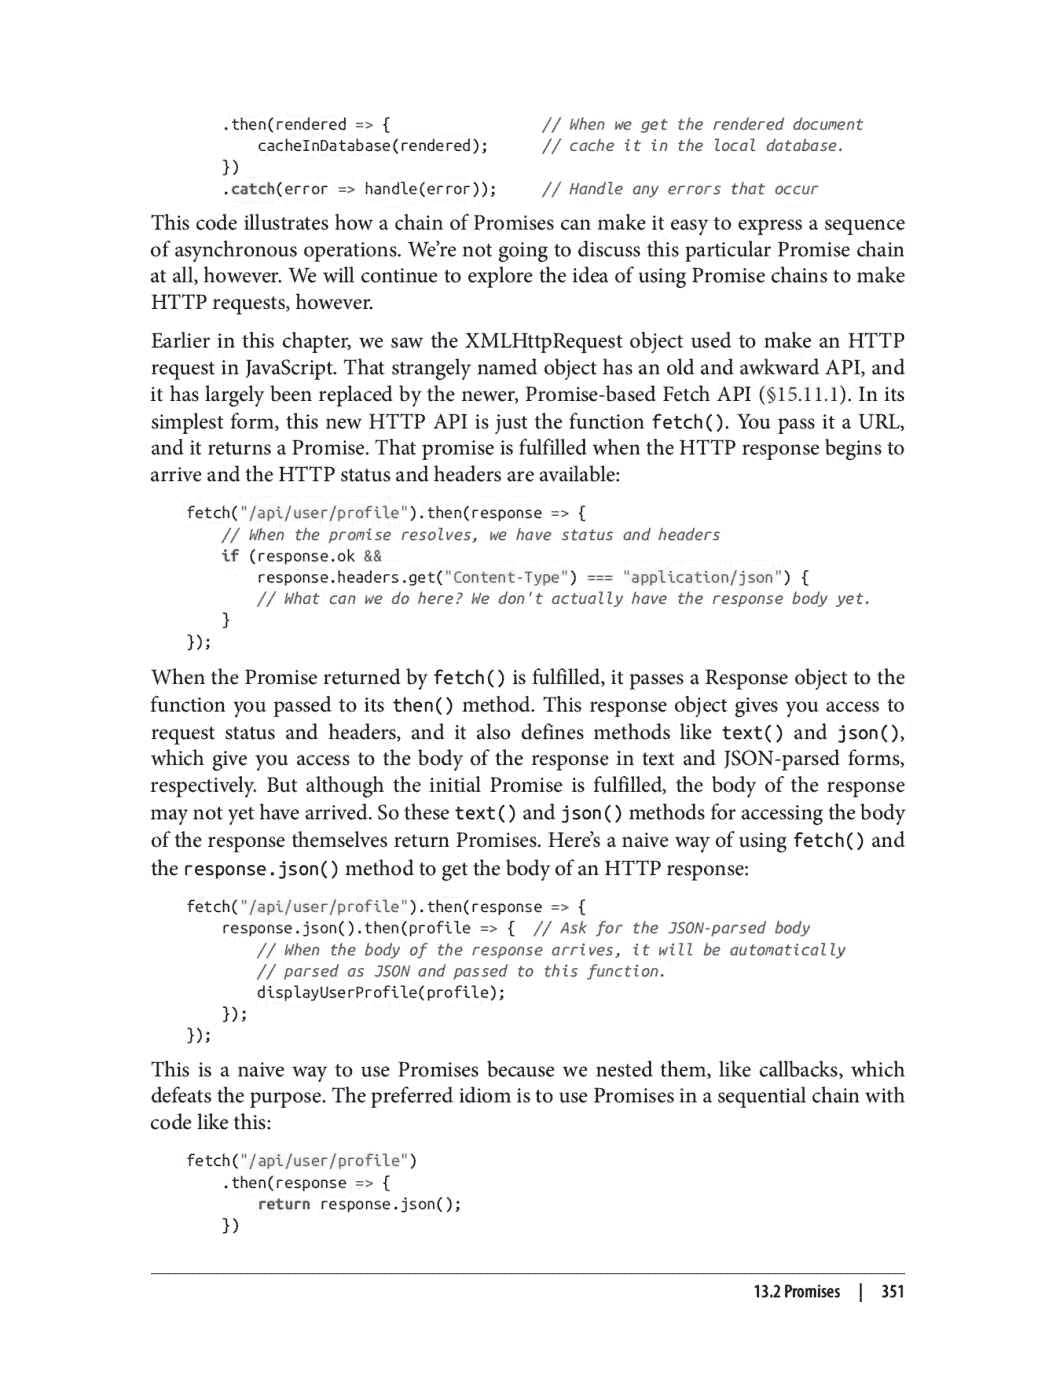 .then(rendered => {             // When we get the rendered document
    cacheInDatabase(rendered);  // cache it in the local database.
})
.catch(error => handle(error)); // Handle any errors that occur
This code illustrates how a chain of Promises can make it easy to express a sequence
of asynchronous operations. We’re not going to discuss this particular Promise chain
at all, however. We will continue to explore the idea of using Promise chains to make
HTTP requests, however.
Earlier in this chapter, we saw the XMLHttpRequest object used to make an HTTP
request in JavaScript. That strangely named object has an old and awkward API, and
it has largely been replaced by the newer, Promise-based Fetch API (§15.11.1). In its
simplest form, this new HTTP API is just the function fetch(). You pass it a URL,
and it returns a Promise. That promise is fulfilled when the HTTP response begins to
arrive and the HTTP status and headers are available:
fetch("/api/user/profile").then(response => {
    // When the promise resolves, we have status and headers
    if (response.ok &&
        response.headers.get("Content-Type") === "application/json") {
        // What can we do here? We don't actually have the response body yet.
    }
});
When the Promise returned by fetch() is fulfilled, it passes a Response object to the
function you passed to its then() method. This response object gives you access to
request status and headers, and it also defines methods like text() and json(),
which give you access to the body of the response in text and JSON-parsed forms,
respectively. But although the initial Promise is fulfilled, the body of the response
may not yet have arrived. So these text() and json() methods for accessing the body
of the response themselves return Promises. Here’s a naive way of using fetch() and
the response.json() method to get the body of an HTTP response:
fetch("/api/user/profile").then(response => {
    response.json().then(profile => {  // Ask for the JSON-parsed body
        // When the body of the response arrives, it will be automatically
        // parsed as JSON and passed to this function.
        displayUserProfile(profile);
    });
});
This is a naive way to use Promises because we nested them, like callbacks, which
defeats the purpose. The preferred idiom is to use Promises in a sequential chain with
code like this:
fetch("/api/user/profile")
    .then(response => {
        return response.json();
    })
13.2 Promises | 351